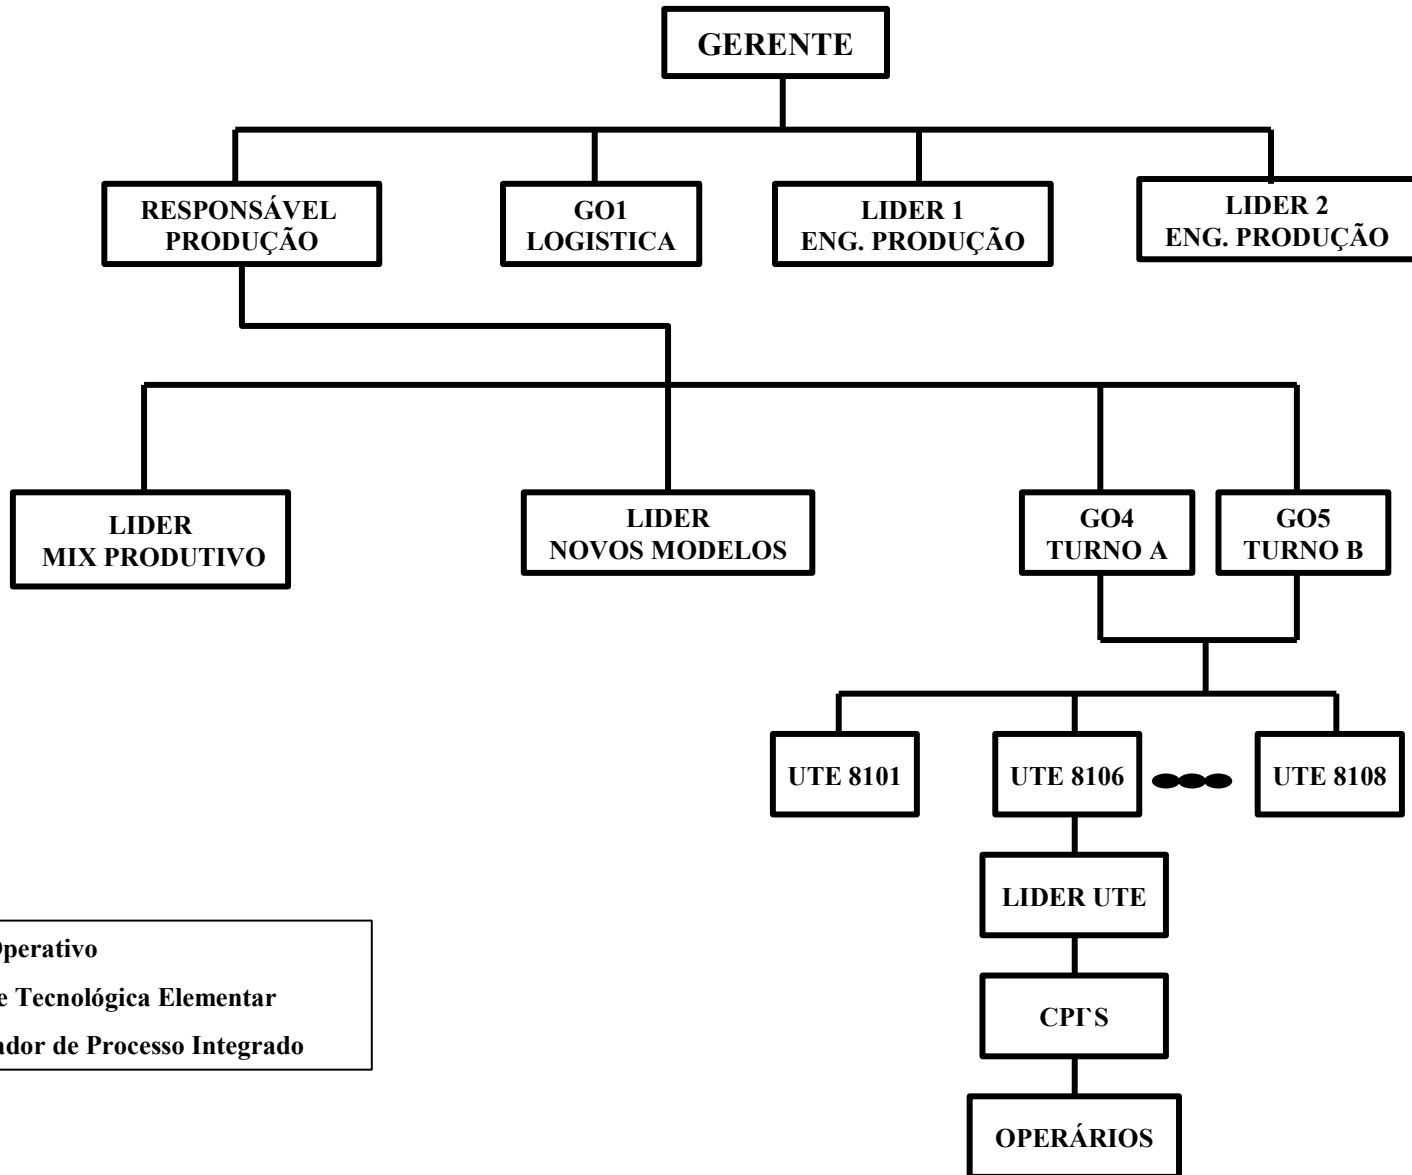 GERENTE
RESPONSÁVEL
PRODUÇÃO
GO1
LOGISTICA
LIDER 1
ENG. PRODUÇÃO
LIDER 2
ENG. PRODUÇÃO
LIDER
MIX PRODUTIVO
LIDER
NOVOS MODELOS
GO4
TURNO A
GO5
TURNO B
UTE 8101
UTE 8106
UTE 8108
LIDER UTE
CPI`S
OPERÁRIOS
Operativo
e Tecnológica Elementar
ador de Processo Integrado